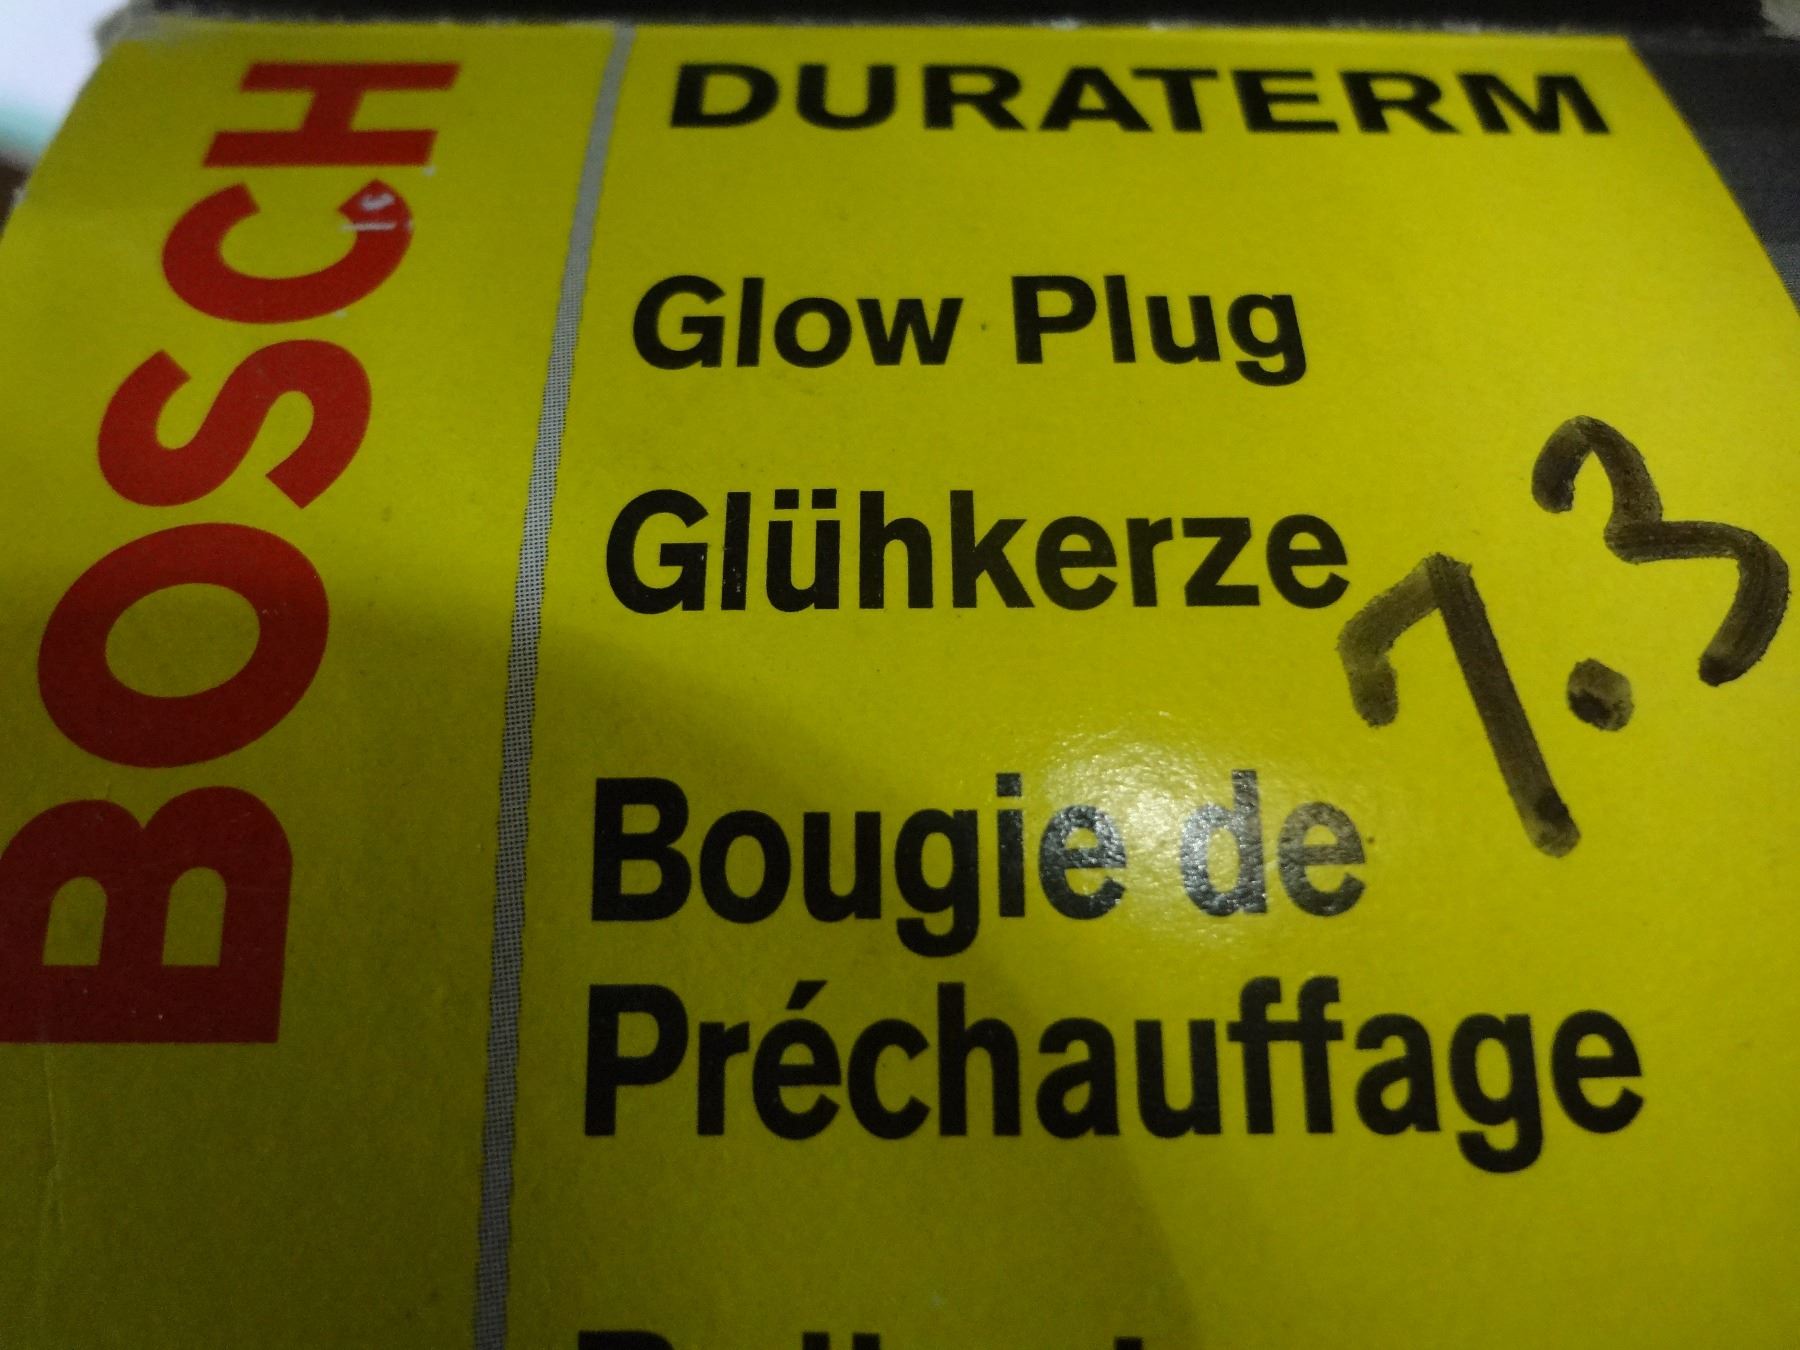 BOSCH
DURATERM
Glow Plug
Glühkerze
7.3
Bougie de
Préchauffage